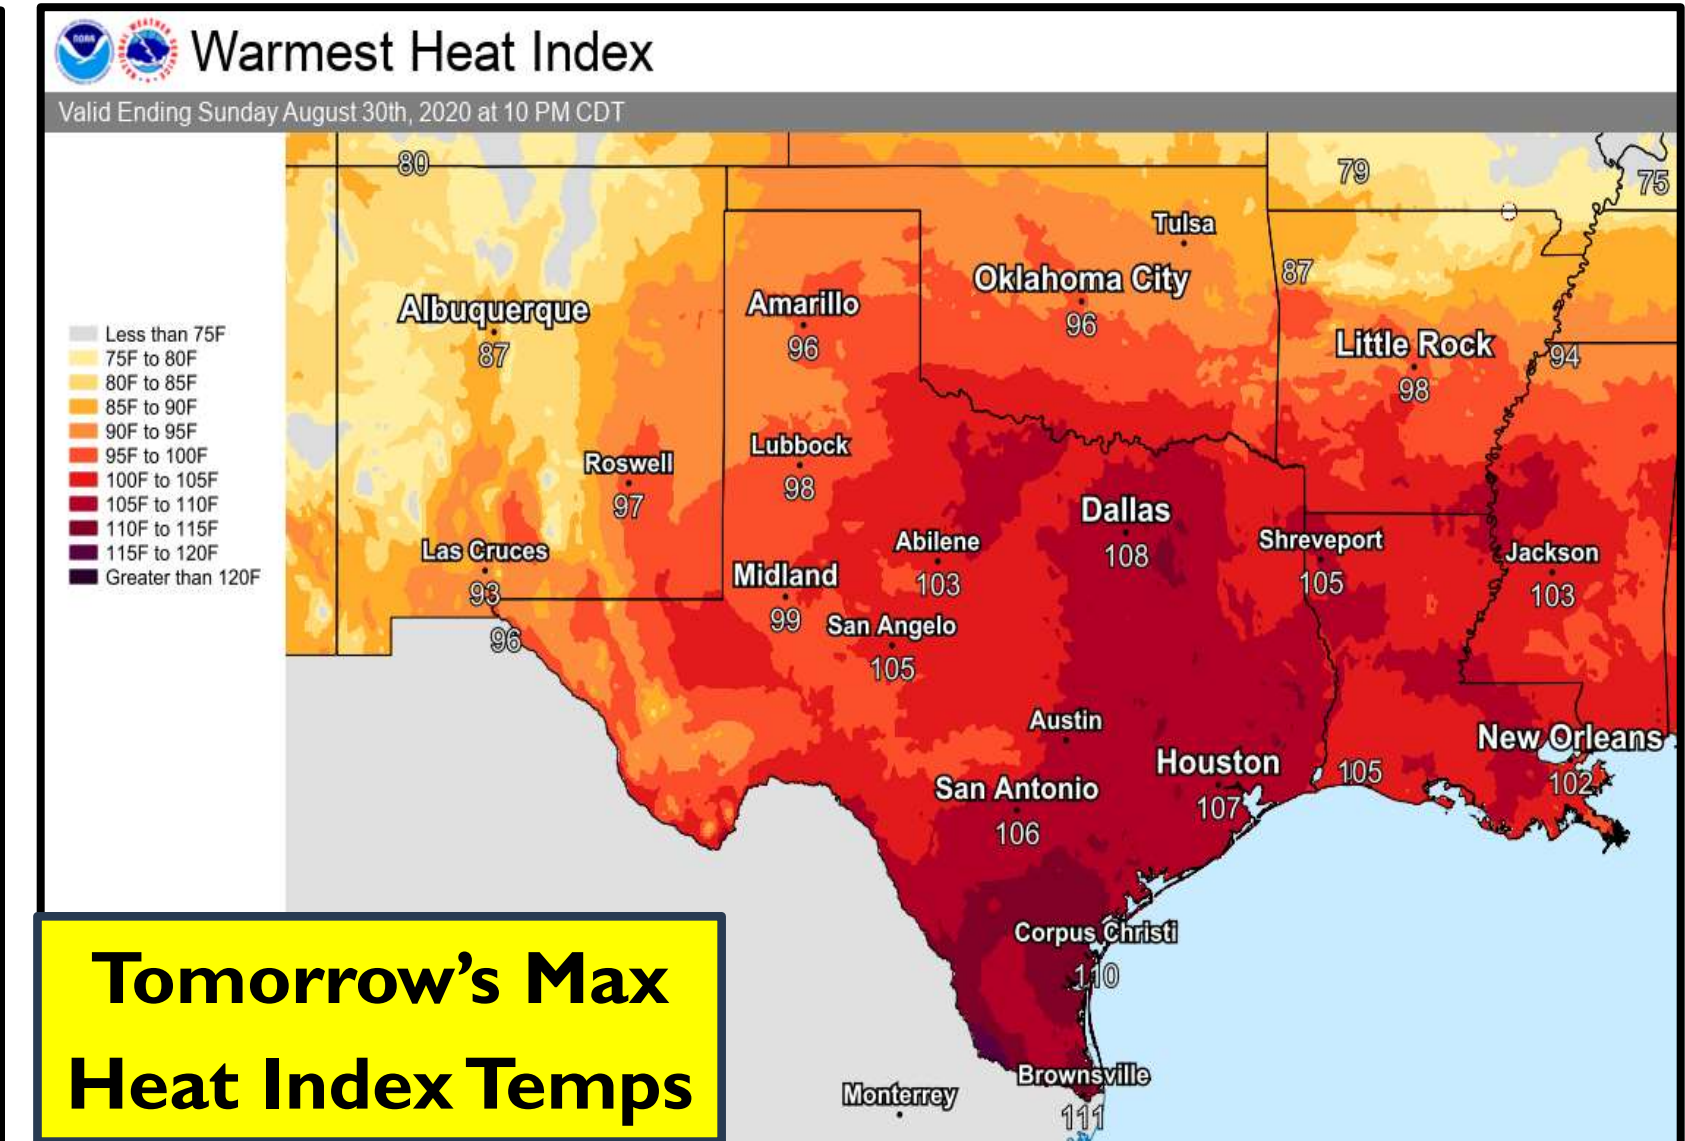 NOAA
Warmest Heat Index
Valid Ending Sunday August 30th, 2020 at 10 PM CDT
80
79
75
Tulsa
Oklahoma City
96
87
Albuquerque
87
Amarillo
96
Little Rock
98
94
Less than 75F
75F to 80F
80F to 85F
85F to 90F
90F to 95F
95F to 100F
100F to 105F
105F to 110F
110F to 115F
115F to 120F
Greater than 120F
Roswell
97
Lubbock
98
Dallas
108
Las Cruces
93
96
Midland
99
Abilene
103
San Angelo
105
Shreveport
105
Jackson
103
Austin
Houston
107
San Antonio
106
105
New Orleans
102
Corpus Christi
110
Brownsville
111
Monterrey
Tomorrow's Max
Heat Index Temps